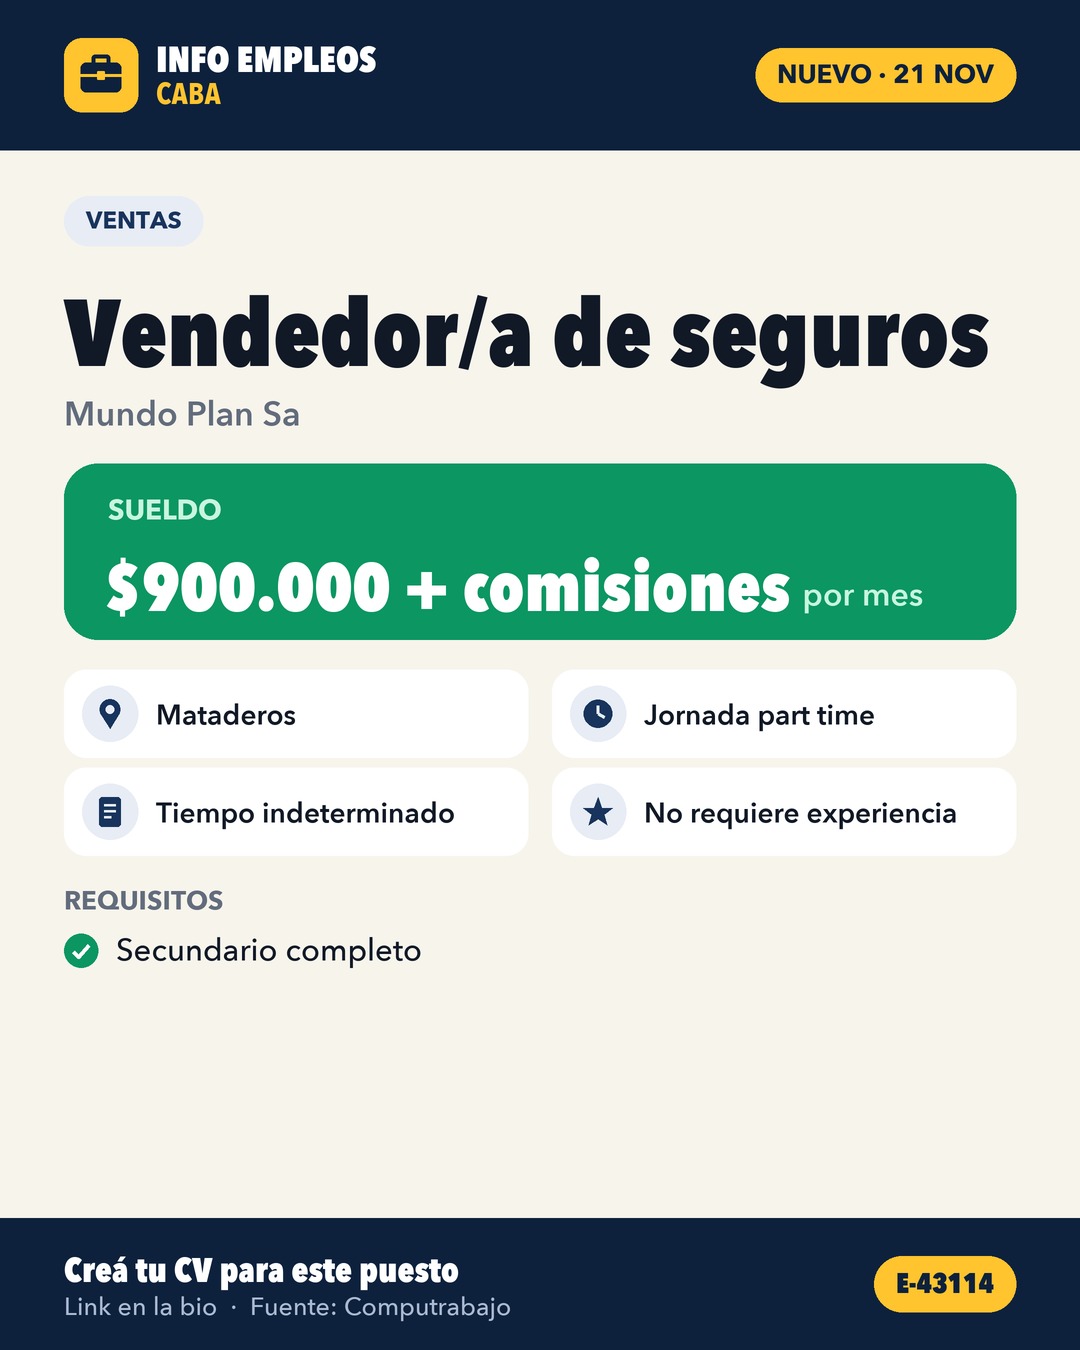 INFO EMPLEOS
CABA
NUEVO · 21 NOV
VENTAS
Vendedor/a de seguros
Mundo Plan Sa
SUELDO
$900.000 + comisiones por mes
Mataderos
Jornada part time
Tiempo indeterminado
No requiere experiencia
REQUISITOS
Secundario completo
Creá tu CV para este puesto
Link en la bio · Fuente: Computrabajo
E-43114